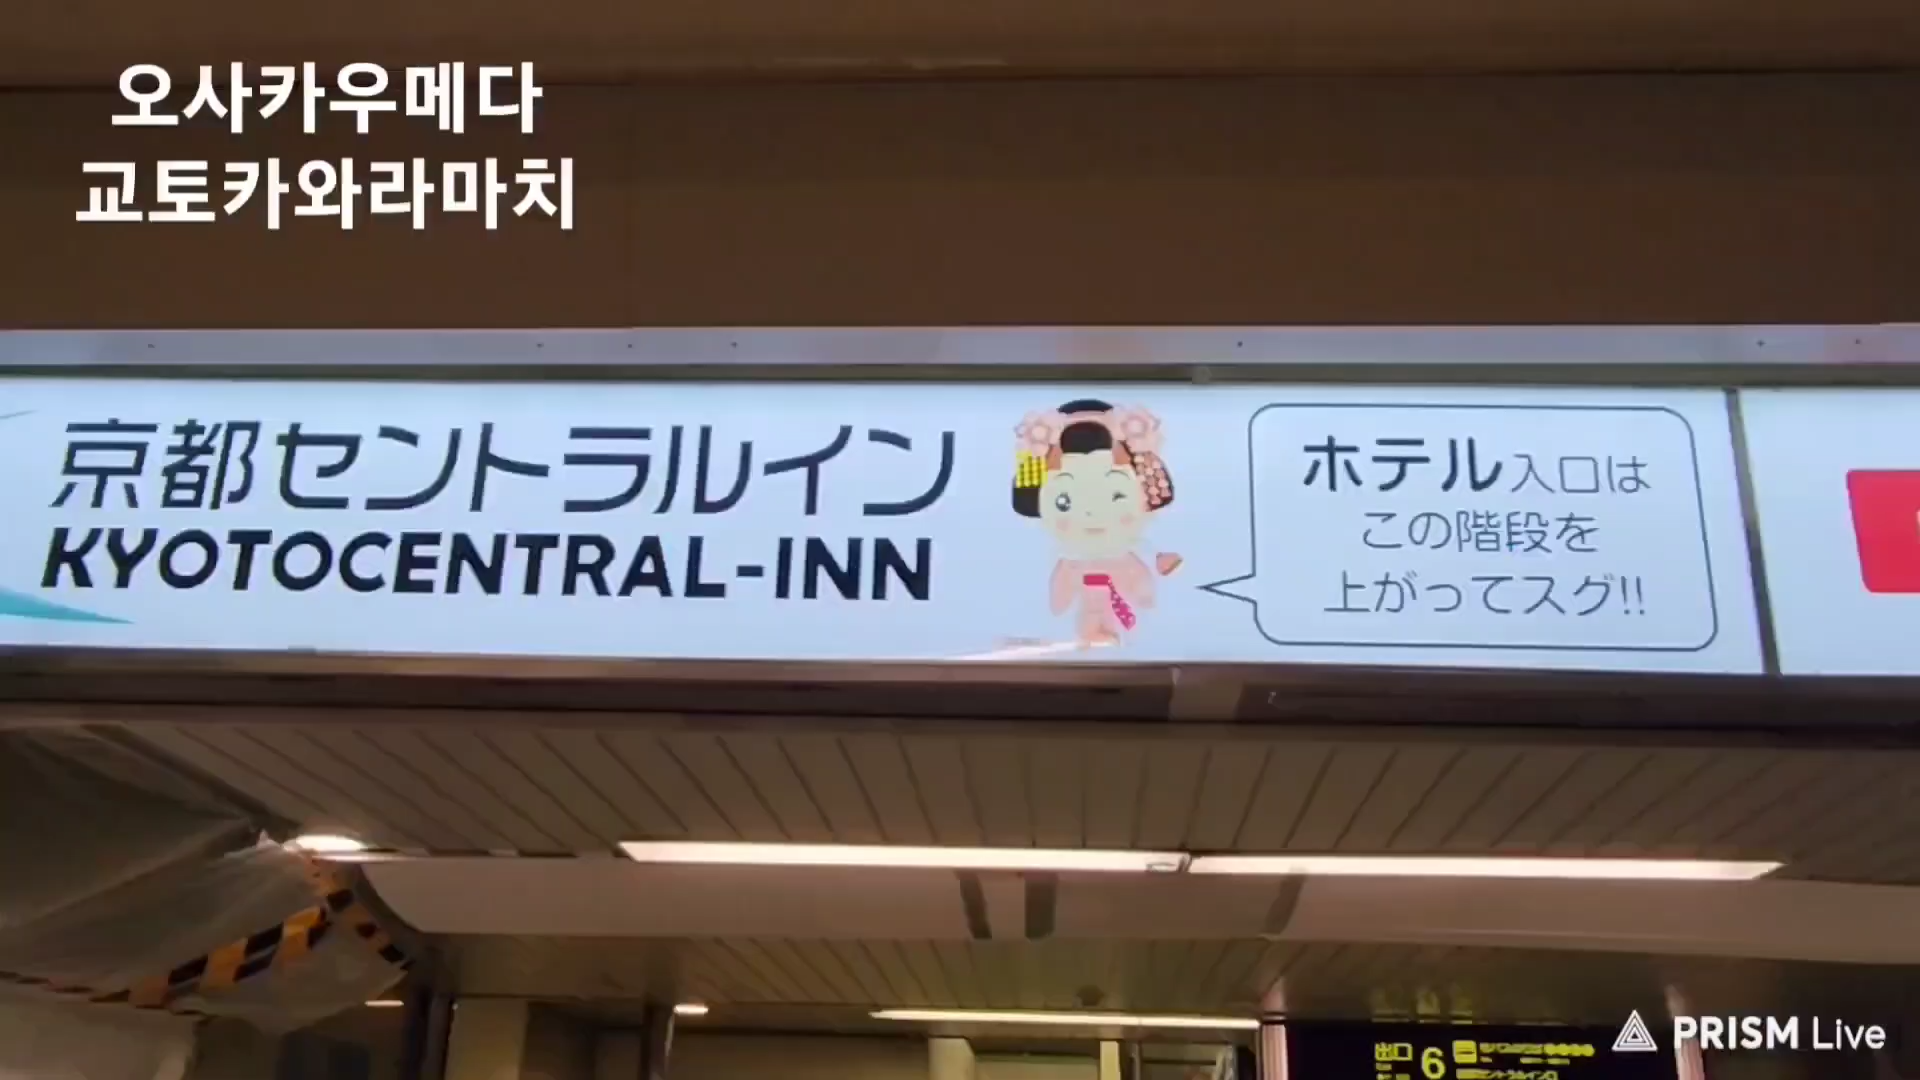 오사카우메다
교토카와라마치
京都セントラルイン
KYOTOCENTRAL-INN
ホテル入口は
この階段を
上がってスグ!!
出口 6
PRISM Live